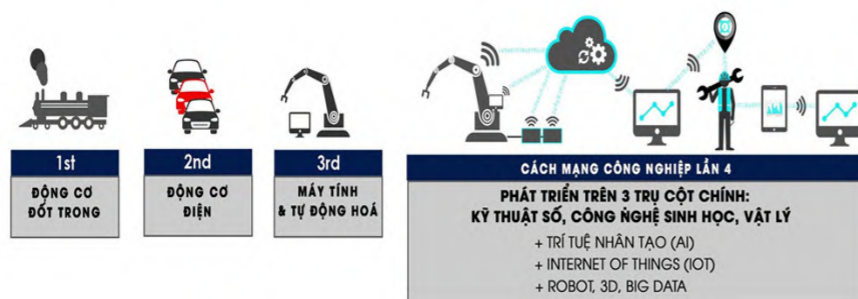 1st
ĐỘNG CƠ
ĐỐT TRONG
2nd
ĐỘNG CƠ
ĐIỆN
3rd
MÁY TÍNH
& TỰ ĐỘNG HOÁ
CÁCH MẠNG CÔNG NGHIỆP LẦN 4
PHÁT TRIỂN TRÊN 3 TRỤ CỘT CHÍNH:
KỸ THUẬT SỐ, CÔNG NGHỆ SINH HỌC, VẬT LÝ
+ TRÍ TUỆ NHÂN TẠO (AI)
+ INTERNET OF THINGS (IOT)
+ ROBOT, 3D, BIG DATA